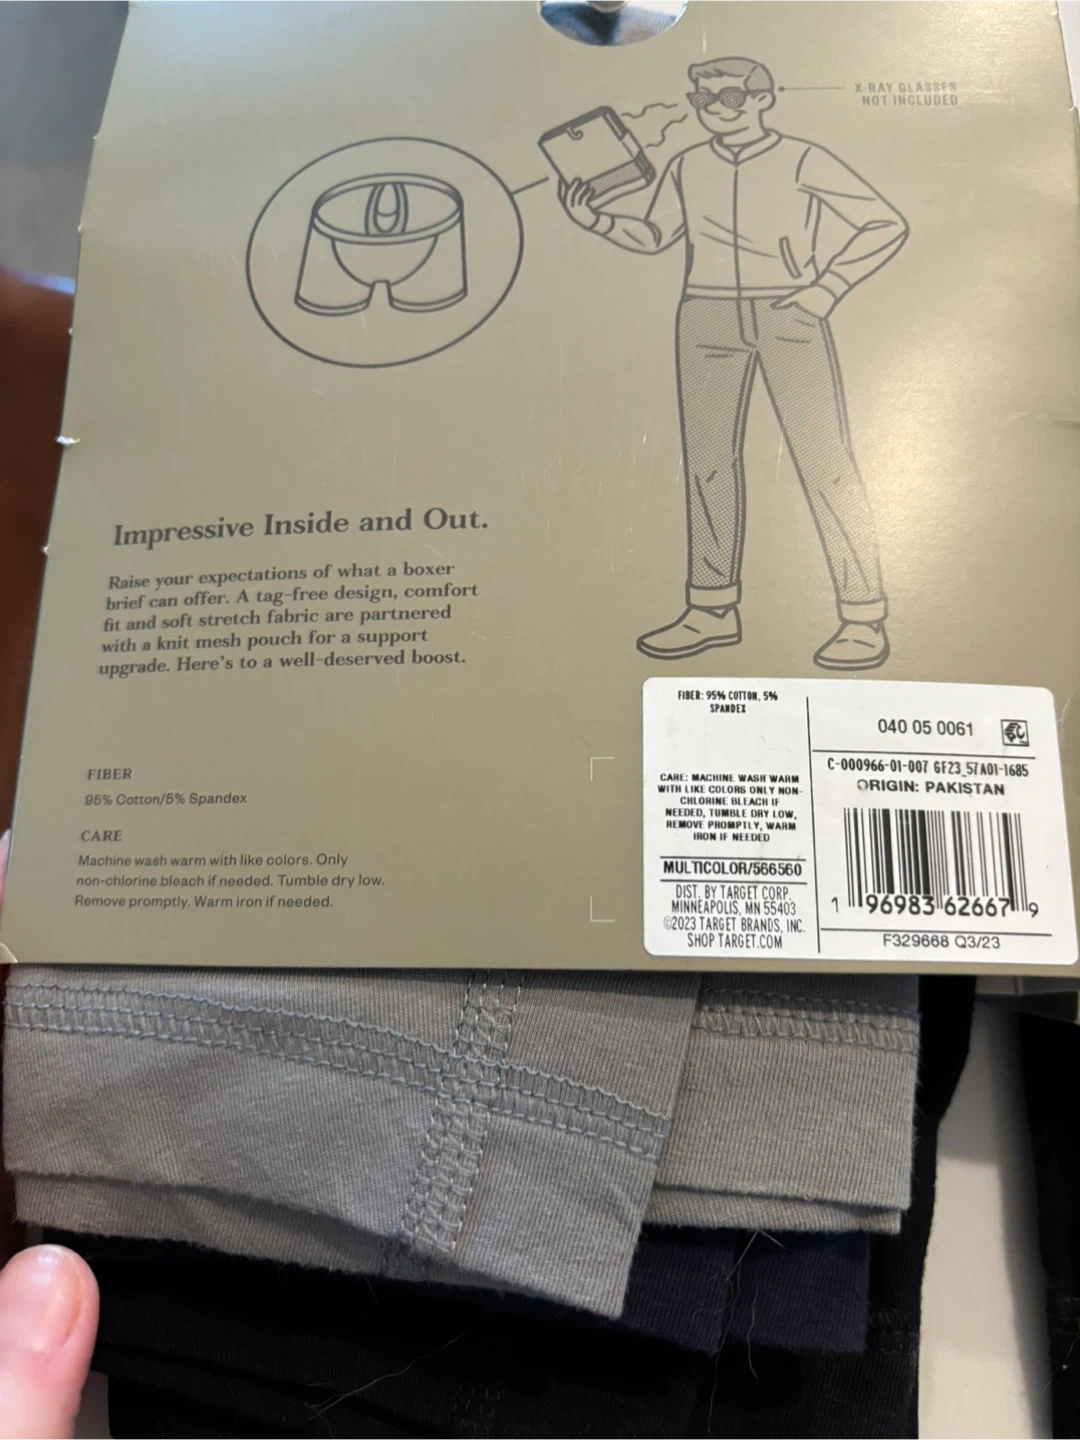 X-RAY GLASSES
NOT INCLUDED
Impressive Inside and Out.
Raise your expectations of what a boxer
brief can offer. A tag-free design, comfort
fit and soft stretch fabric are partnered
with a knit mesh pouch for a support
upgrade. Here's to a well-deserved boost.
FIBER
95% Cotton/5% Spandex
CARE
Machine wash warm with like colors. Only
non-chlorine bleach if needed. Tumble dry low.
Remove promptly. Warm iron if needed.
FIBER: 95% COTTON, 5%
SPANDEX
CARE: MACHINE WASH WARM
WITH LIKE COLORS ONLY NON-
CHLORINE BLEACH IF
NEEDED, TUMBLE DRY LOW,
REMOVE PROMPTLY, WARM
IRON IF NEEDED
MULTICOLOR/566560
DIST. BY TARGET CORP.
MINNEAPOLIS, MN 55403
©2023 TARGET BRANDS, INC.
SHOP TARGET.COM
040 05 0061
C-000966-01-007 GF23_57A01-1685
ORIGIN: PAKISTAN
1 96983 62667 9
F329668 Q3/23